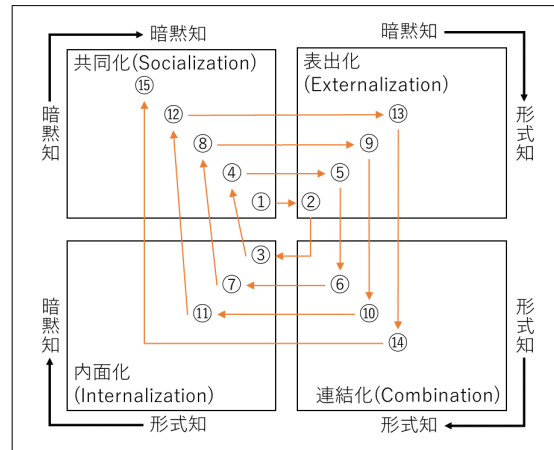 暗黙知
暗黙知
共同化(Socialization)
表出化
(Externalization)
暗黙知
形式知
⑮
⑫
⑬
⑧
⑨
④
⑤
①
②
③
⑦
⑥
⑪
⑩
⑭
暗黙知
形式知
内面化
(Internalization)
連結化(Combination)
形式知
形式知